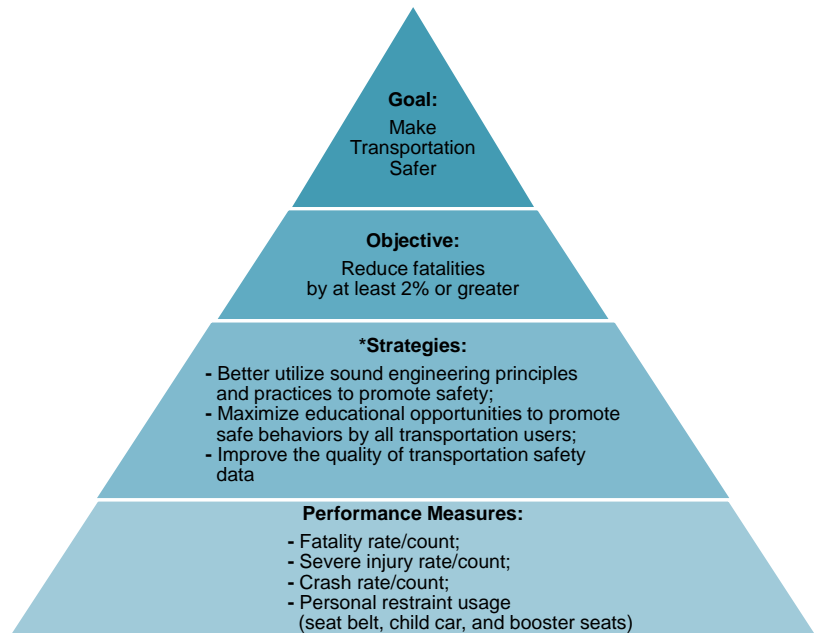 Goal:
Make
Transportation
Safer
Objective:
Reduce fatalities
by at least 2% or greater
*Strategies:
- Better utilize sound engineering principles
and practices to promote safety;
- Maximize educational opportunities to promote
safe behaviors by all transportation users;
- Improve the quality of transportation safety
data
Performance Measures:
- Fatality rate/count;
- Severe injury rate/count;
- Crash rate/count;
- Personal restraint usage
(seat belt, child car, and booster seats)